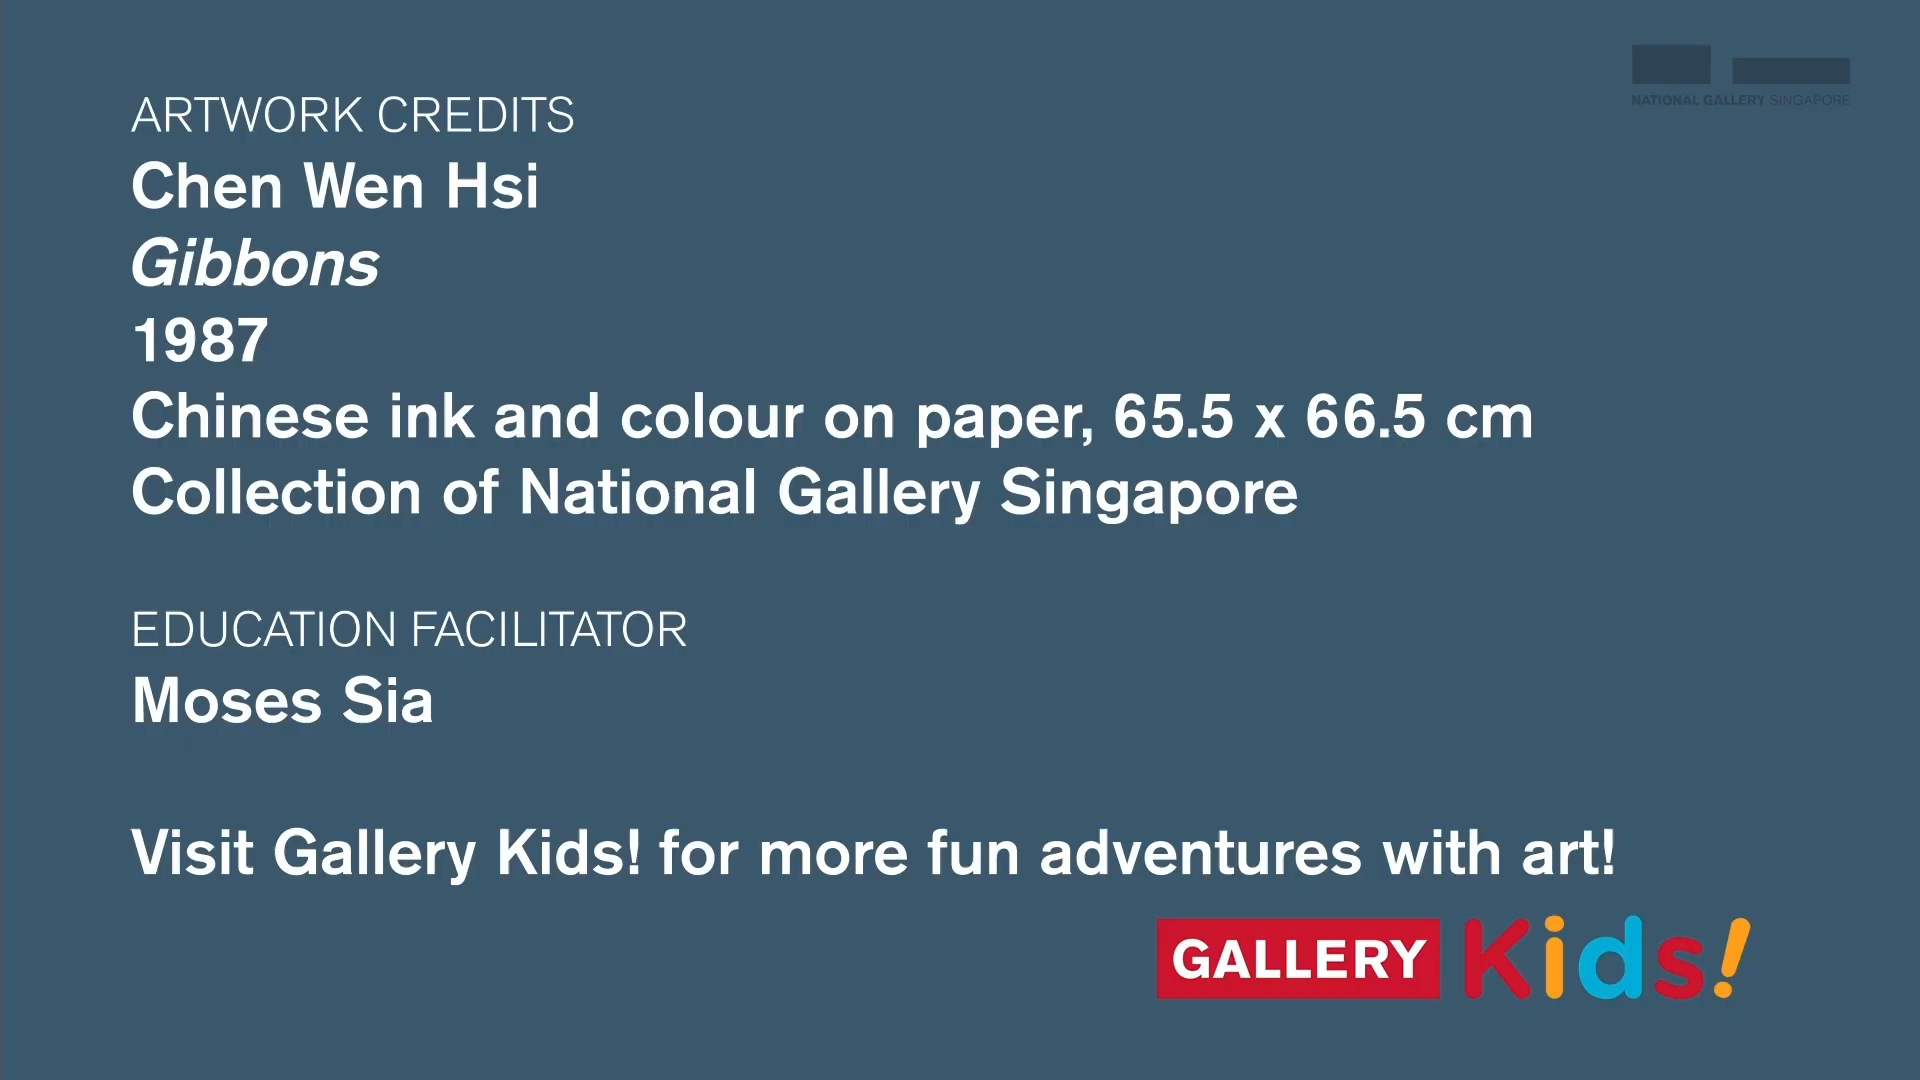 NATIONAL GALLERY SINGAPORE
ARTWORK CREDITS
Chen Wen Hsi
Gibbons
1987
Chinese ink and colour on paper, 65.5 x 66.5 cm
Collection of National Gallery Singapore
EDUCATION FACILITATOR
Moses Sia
Visit Gallery Kids! for more fun adventures with art!
GALLERY Kids!